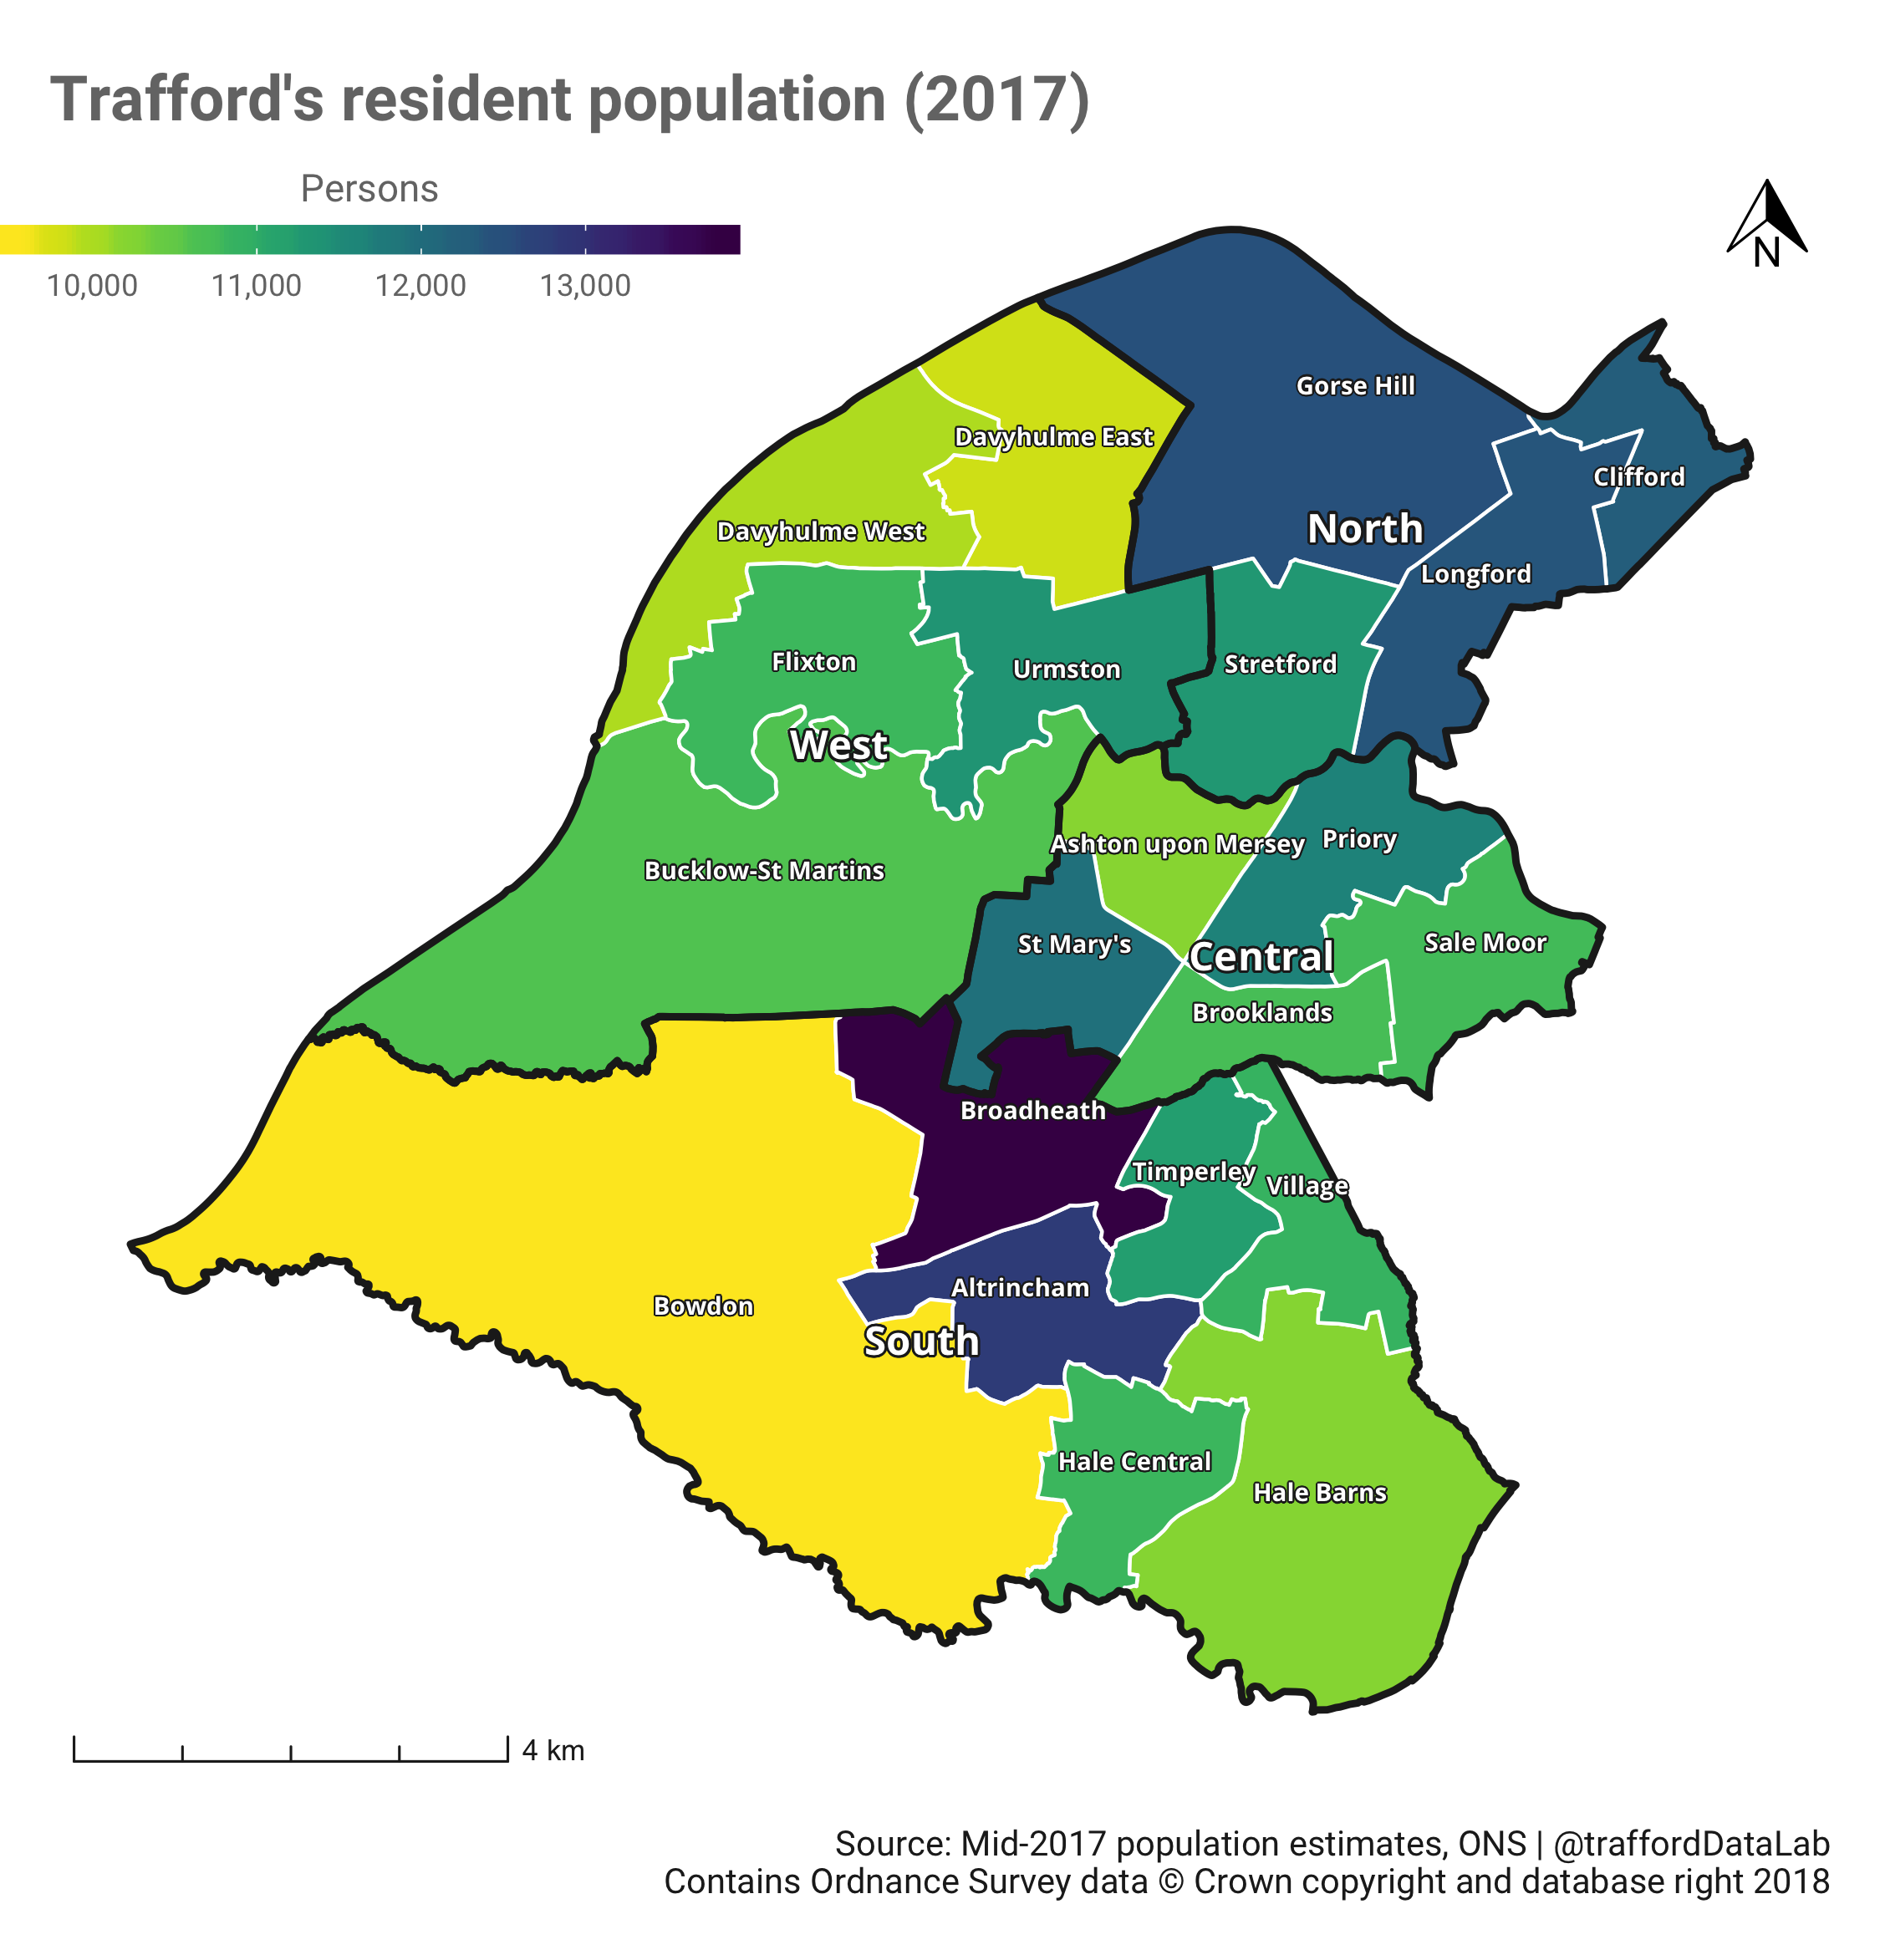 Trafford's resident population (2017)
Persons
10,000 11,000 12,000 13,000
N
Gorse Hill
Davyhulme East
Clifford
North
Davyhulme West
Longford
Flixton
Urmston
Stretford
West
Ashton upon Mersey
Priory
Bucklow-St Martins
St Mary's
Sale Moor
Central
Brooklands
Broadheath
Timperley
Village
Altrincham
Bowdon
South
Hale Central
Hale Barns
4 km
Source: Mid-2017 population estimates, ONS | @traffordDataLab
Contains Ordnance Survey data © Crown copyright and database right 2018